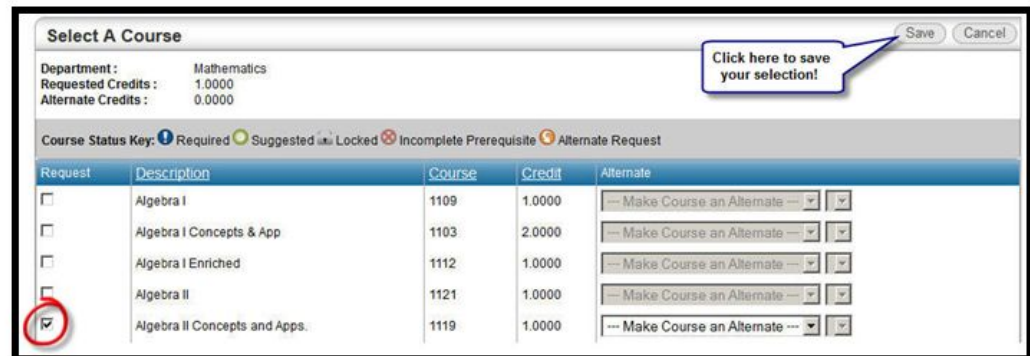 Select A Course
Save
Cancel
Click here to save
your selection!
Department : Mathematics
Requested Credits : 1.0000
Alternate Credits : 0.0000
Course Status Key: Required Suggested Locked Incomplete Prerequisite Alternate Request
Request Description Course Credit Alternate
Algebra I 1109 1.0000 --- Make Course an Alternate ---
Algebra I Concepts & App 1103 2.0000 --- Make Course an Alternate ---
Algebra I Enriched 1112 1.0000 --- Make Course an Alternate ---
Algebra II 1121 1.0000 --- Make Course an Alternate ---
Algebra II Concepts and Apps. 1119 1.0000 --- Make Course an Alternate ---